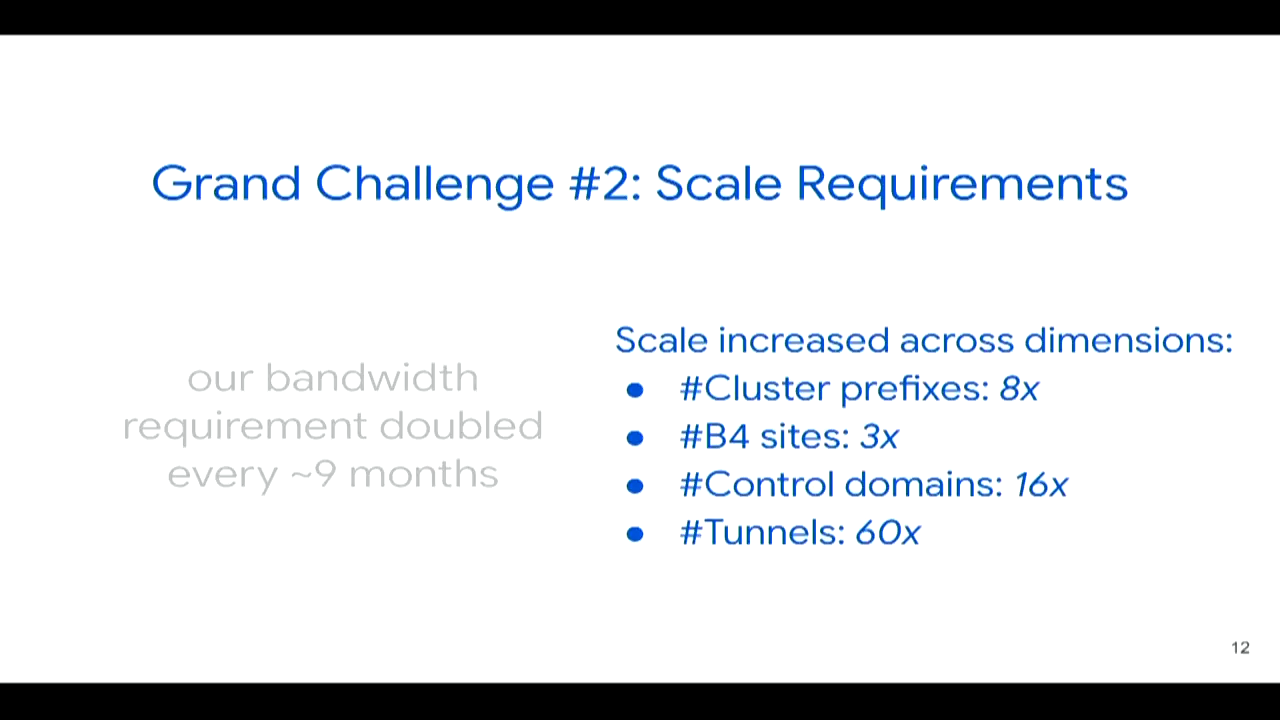 Grand Challenge #2: Scale Requirements
our bandwidth
requirement doubled
every ~9 months
Scale increased across dimensions:
● #Cluster prefixes: 8x
● #B4 sites: 3x
● #Control domains: 16x
● #Tunnels: 60x
12